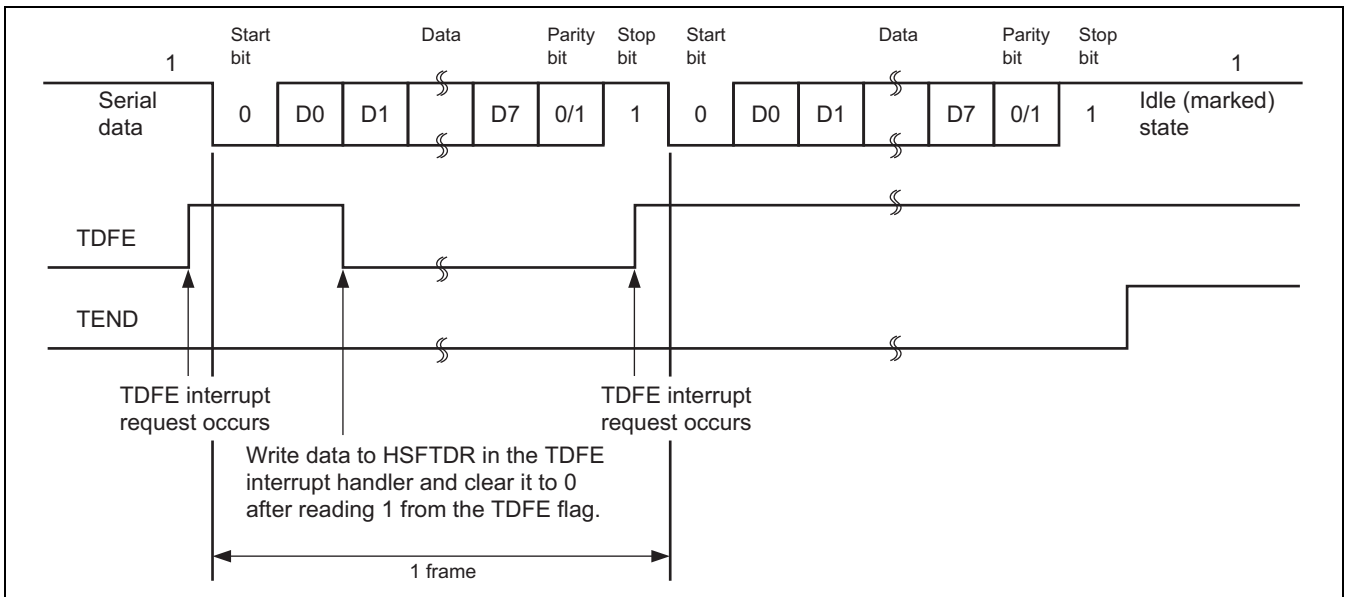 Start bit Data Parity bit Stop bit Start bit Data Parity bit Stop bit
1 1
Serial data 0 D0 D1 D7 0/1 1 0 D0 D1 D7 0/1 1 Idle (marked) state
TDFE
TEND
TDFE interrupt
request occurs
TDFE interrupt
request occurs
Write data to HSFTDR in the TDFE
interrupt handler and clear it to 0
after reading 1 from the TDFE flag.
1 frame